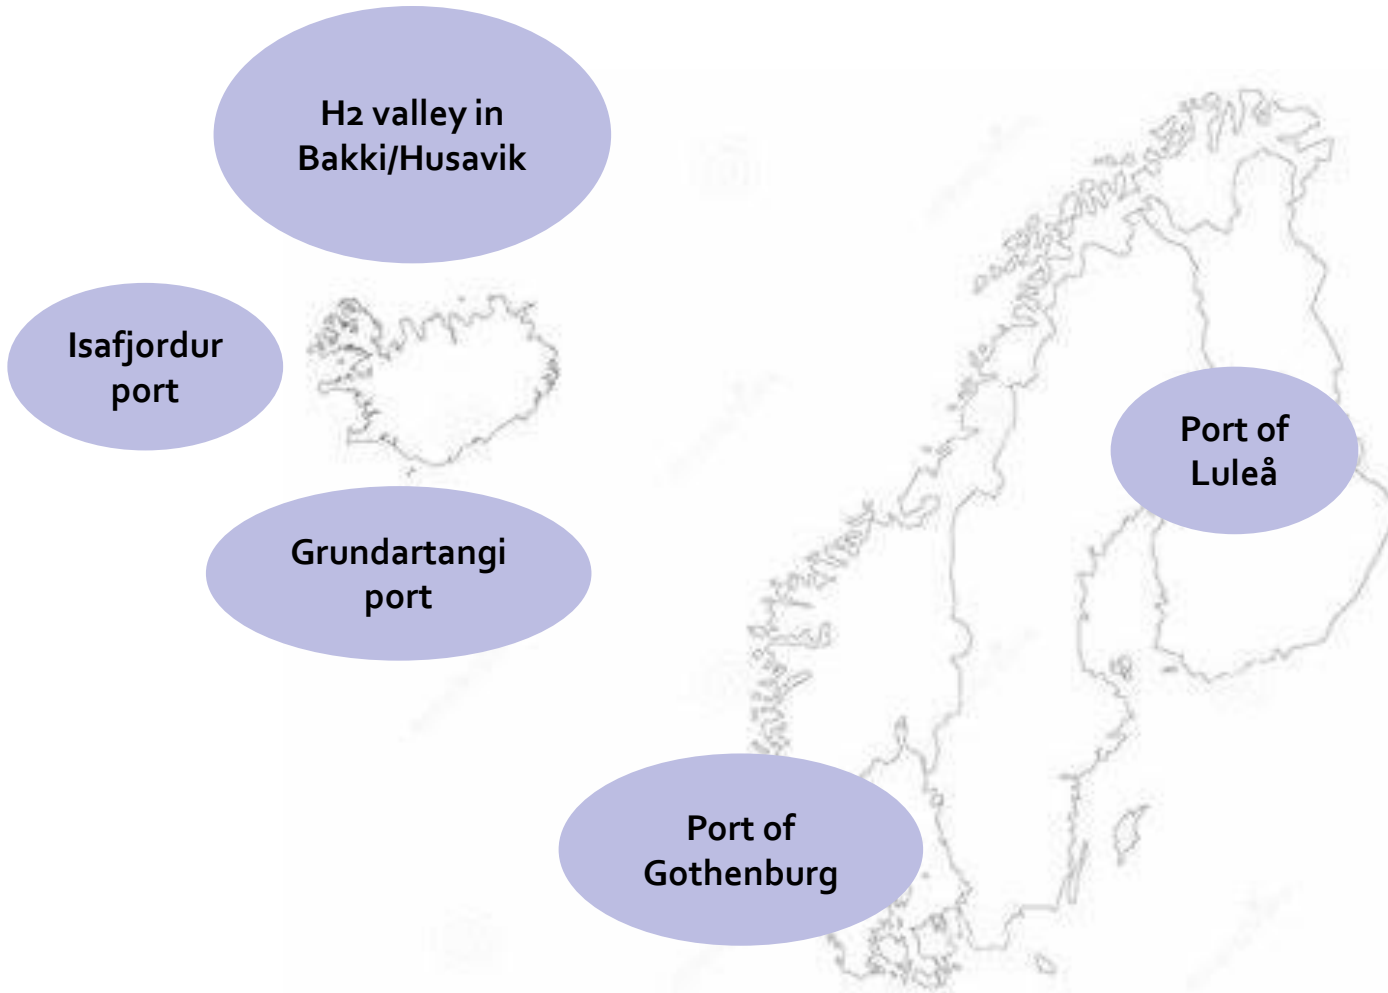 H2 valley in
Bakki/Husavik
Isafjordur
port
Port of
Luleå
Grundartangi
port
Port of
Gothenburg